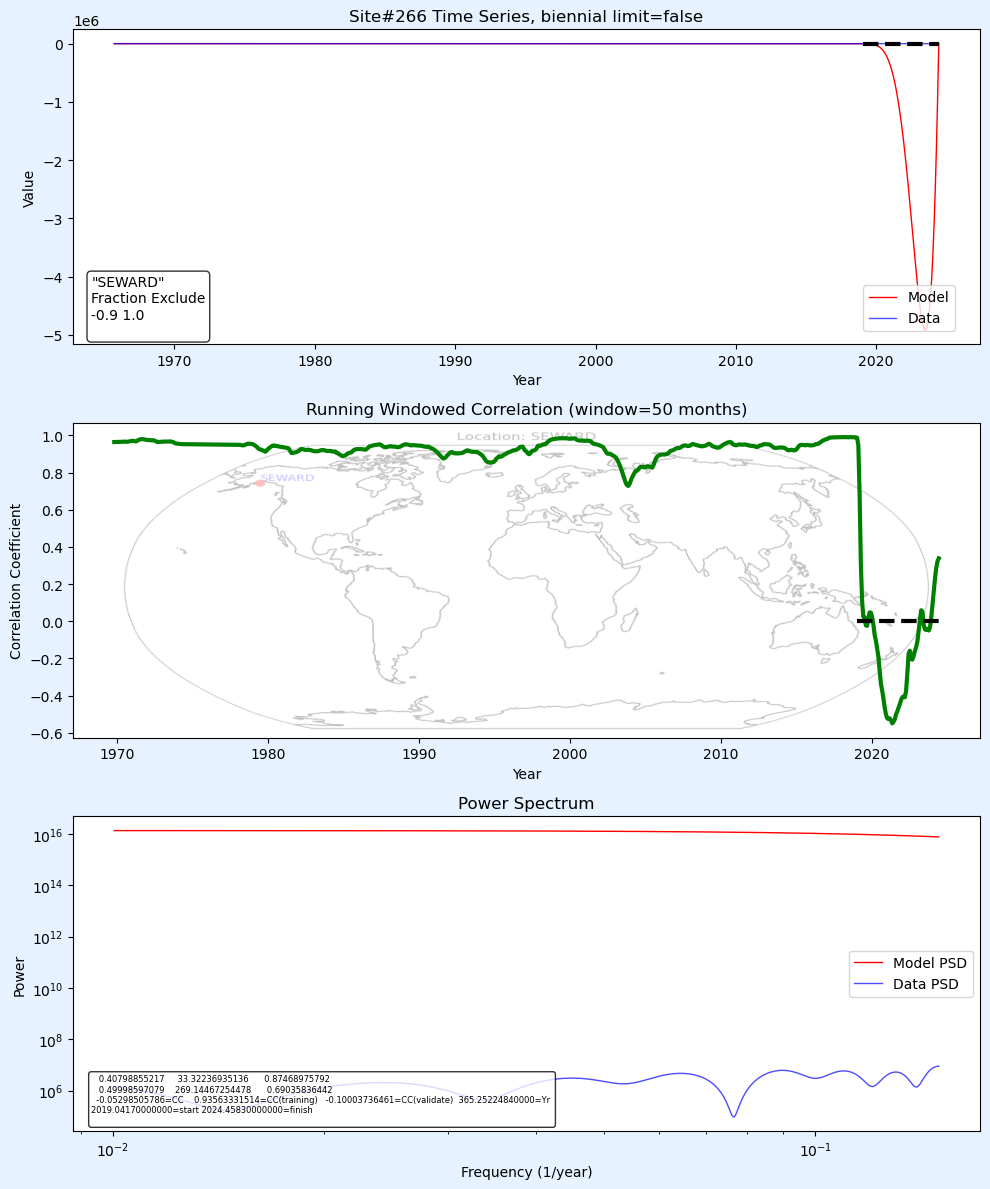 Site#266 Time Series, biennial limit=false
1e6
0
−1
−2
−3
−4
−5
Value
"SEWARD"
Fraction Exclude
-0.9 1.0
Model
Data
1970
1980
1990
2000
2010
2020
Year
Running Windowed Correlation (window=50 months)
Location: SEWARD
SEWARD
1.0
0.8
0.6
0.4
0.2
0.0
−0.2
−0.4
−0.6
Correlation Coefficient
1970
1980
1990
2000
2010
2020
Year
Power Spectrum
10^16
10^14
10^12
10^10
10^8
10^6
Power
Model PSD
Data PSD
0.40798855217 33.32236935136 0.87468975792
0.49998597079 269.14467254478 0.69035836442
-0.05298505786=CC 0.93563331514=CC(training) -0.10003736461=CC(validate) 365.25224840000=Yr
2019.04170000000=start 2024.45830000000=finish
10^−2
10^−1
Frequency (1/year)